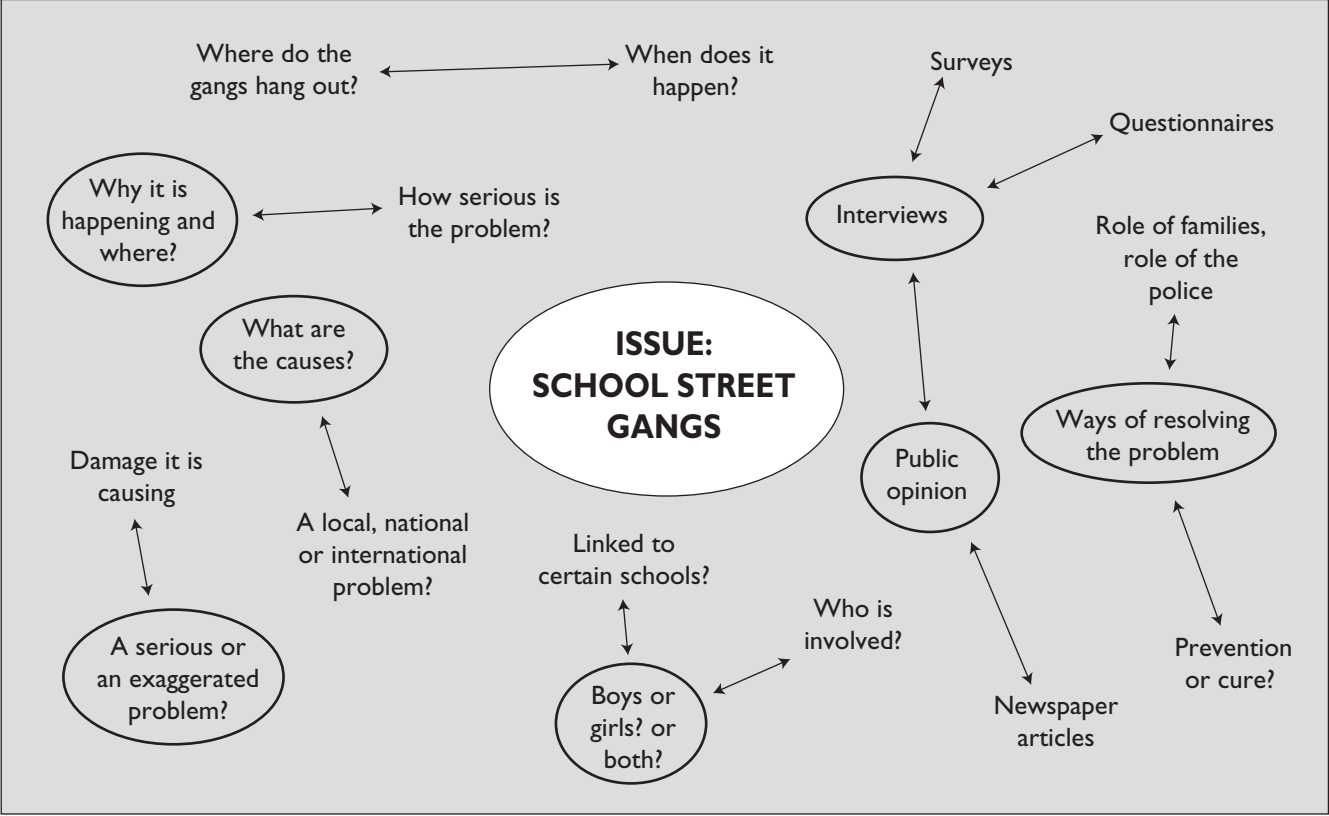 Where do the
gangs hang out?
When does it
happen?
Surveys
Questionnaires
Why it is
happening and
where?
How serious is
the problem?
Interviews
Role of families,
role of the
police
What are
the causes?
ISSUE:
SCHOOL STREET
GANGS
Ways of resolving
the problem
Public
opinion
Damage it is
causing
A local, national
or international
problem?
Linked to
certain schools?
Who is
involved?
A serious or
an exaggerated
problem?
Boys or
girls? or
both?
Newspaper
articles
Prevention
or cure?